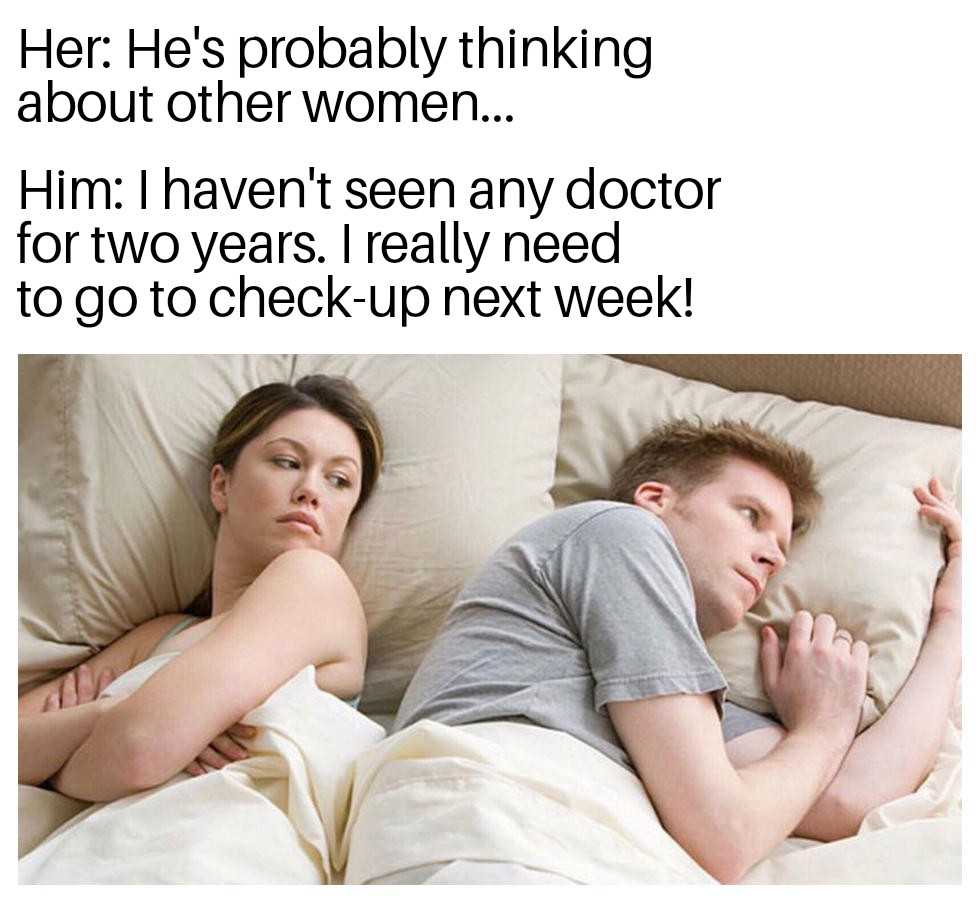 Her: He's probably thinking
about other women...
Him: I haven't seen any doctor
for two years. I really need
to go to check-up next week!